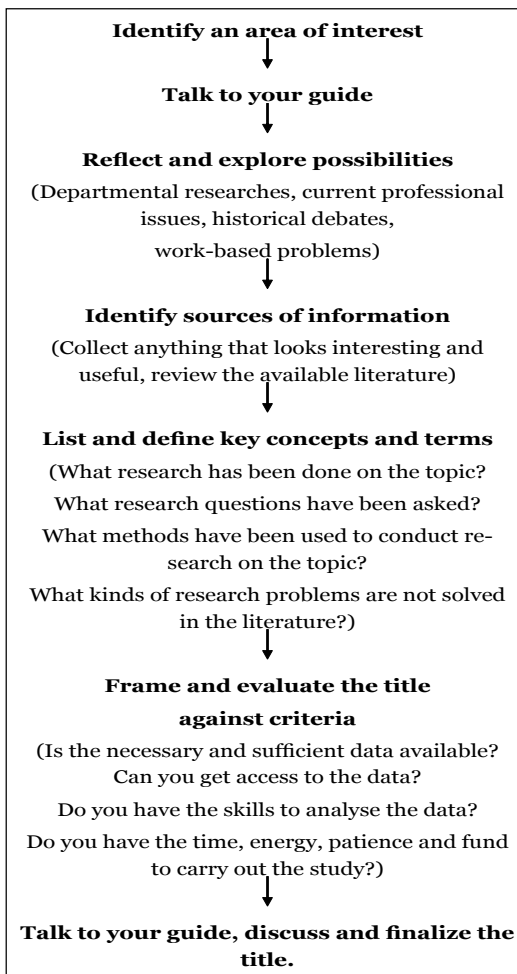 Identify an area of interest
Talk to your guide
Reflect and explore possibilities
(Departmental researches, current professional
issues, historical debates,
work-based problems)
Identify sources of information
(Collect anything that looks interesting and
useful, review the available literature)
List and define key concepts and terms
(What research has been done on the topic?
What research questions have been asked?
What methods have been used to conduct re-
search on the topic?
What kinds of research problems are not solved
in the literature?)
Frame and evaluate the title
against criteria
(Is the necessary and sufficient data available?
Can you get access to the data?
Do you have the skills to analyse the data?
Do you have the time, energy, patience and fund
to carry out the study?)
Talk to your guide, discuss and finalize the
title.